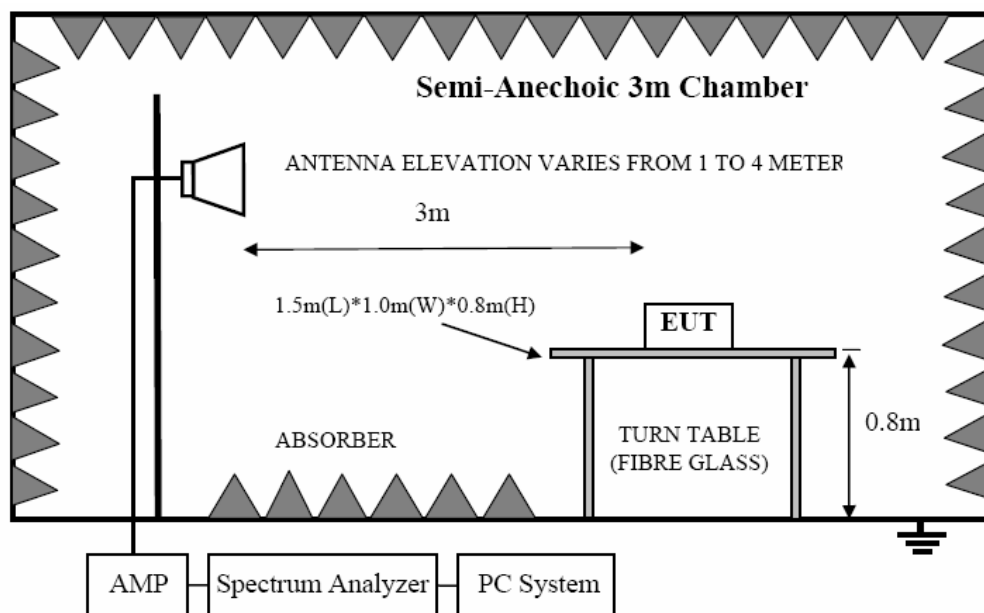 Semi-Anechoic 3m Chamber
ANTENNA ELEVATION VARIES FROM 1 TO 4 METER
3m
1.5m(L)*1.0m(W)*0.8m(H)
EUT
0.8m
ABSORBER
TURN TABLE
(FIBRE GLASS)
AMP
Spectrum Analyzer
PC System